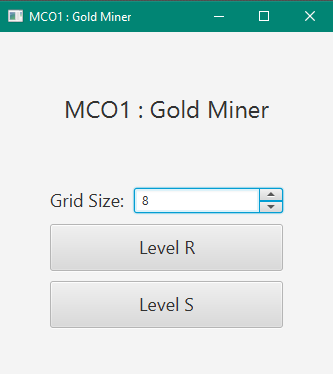 MCO1 : Gold Miner
MCO1 : Gold Miner
Grid Size: 8
Level R
Level S